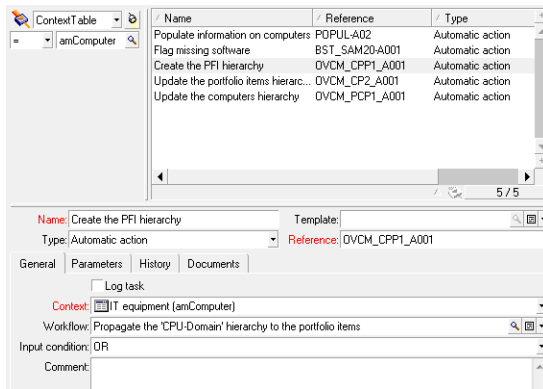 ContextTable
= amComputer
Name Reference Type
Populate information on computers POPUL-A02 Automatic action
Flag missing software BST_SAM20-A001 Automatic action
Create the PFI hierarchy OVCM_CPP1_A001 Automatic action
Update the portfolio items hierarc... OVCM_CP2_A001 Automatic action
Update the computers hierarchy OVCM_PCP1_A001 Automatic action
5 / 5
Name: Create the PFI hierarchy Template:
Type: Automatic action Reference: OVCM_CPP1_A001
General Parameters History Documents
Log task
Context: IT equipment (amComputer)
Workflow: Propagate the 'CPU-Domain' hierarchy to the portfolio items
Input condition: OR
Comment: